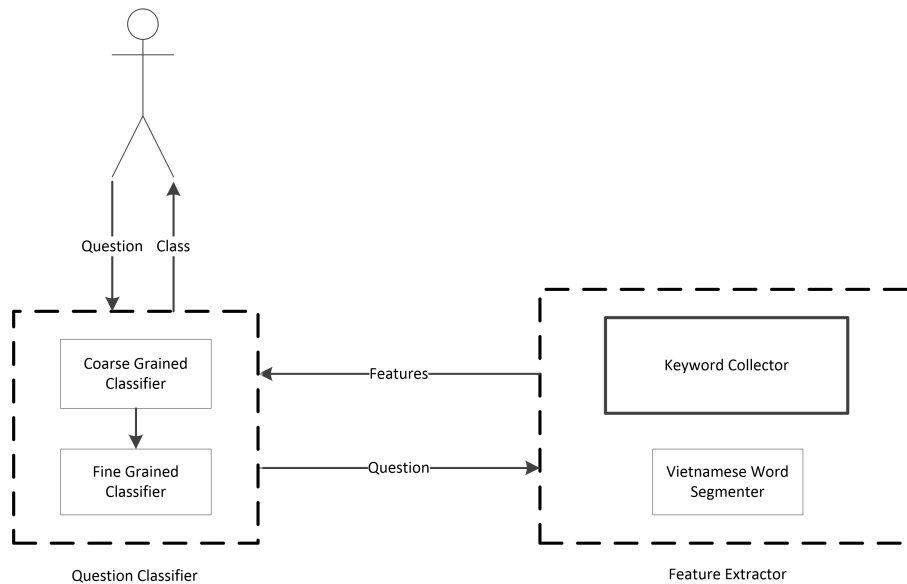 Question Class
Coarse Grained
Classifier
Fine Grained
Classifier
Question Classifier
Features
Question
Keyword Collector
Vietnamese Word
Segmenter
Feature Extractor